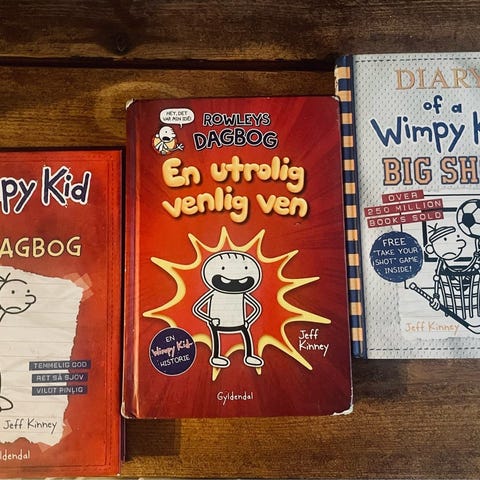 mpy Kid
AGBOG
TEMMELIG GOD
RET SÅ SJOV
VILDT PINLIG
Jeff Kinney
ldendal
HEY, DET
VAR MIN IDÉ!
ROWLEYS
DAGBOG
En utrolig
venlig ven
EN
Wimpy Kid
HISTORIE
Jeff
Kinney
Gyldendal
DIARY
of a
Wimpy K
BIG SH
OVER
250 MILLION
BOOKS SOLD
FREE
"TAKE YOUR
SHOT" GAME
INSIDE!
Jeff Kinney